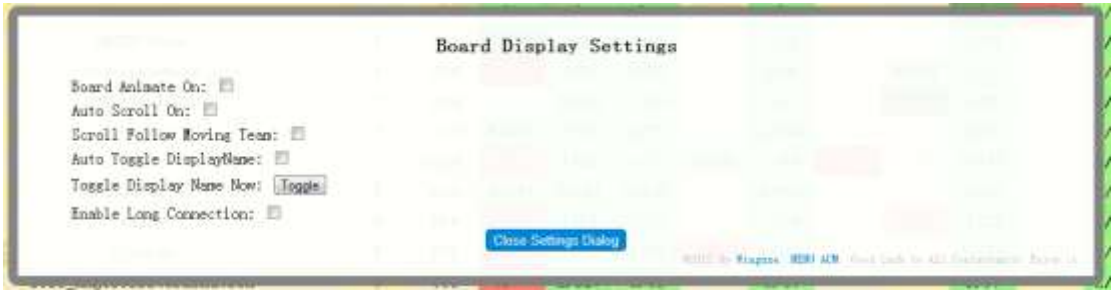 Board Display Settings
Board Animate On:
Auto Scroll On:
Scroll Follow Moving Team:
Auto Toggle DisplayName:
Toggle Display Name Now: Toggle
Enable Long Connection:
Close Settings Dialog